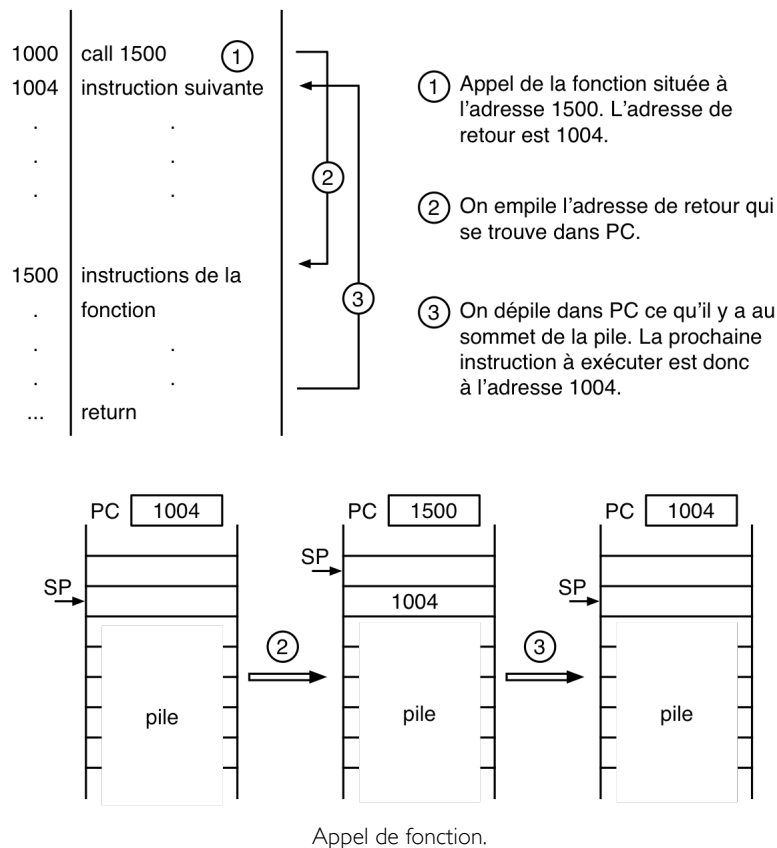 1000 call 1500 1
1004 instruction suivante
. .
. .
. .
2
1500 instructions de la
. fonction
3
. .
. .
... return
1 Appel de la fonction située à
l'adresse 1500. L'adresse de
retour est 1004.
2 On empile l'adresse de retour qui
se trouve dans PC.
3 On dépile dans PC ce qu'il y a au
sommet de la pile. La prochaine
instruction à exécuter est donc
à l'adresse 1004.
PC 1004
SP
pile
2
PC 1500
SP
1004
pile
3
PC 1004
SP
pile
Appel de fonction.